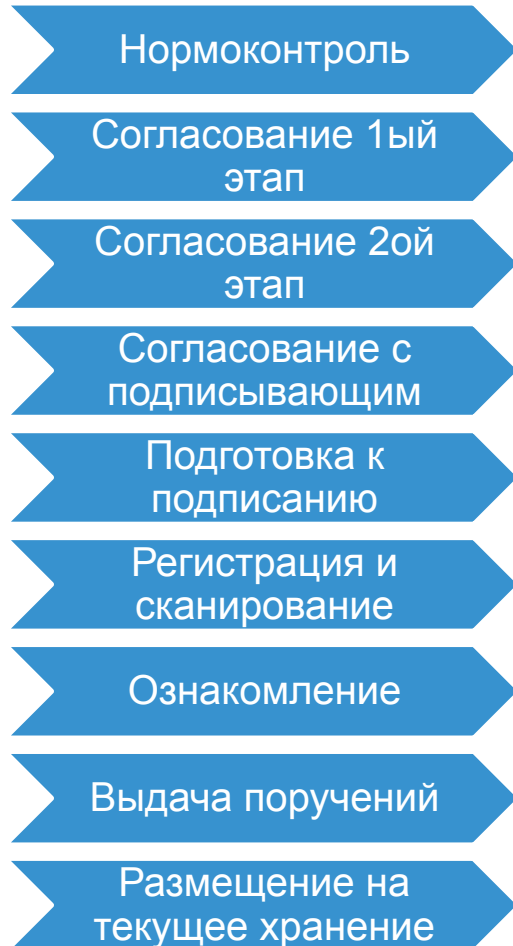 Нормоконтроль
Согласование 1ый
этап
Согласование 2ой
этап
Согласование с
подписывающим
Подготовка к
подписанию
Регистрация и
сканирование
Ознакомление
Выдача поручений
Размещение на
текущее хранение